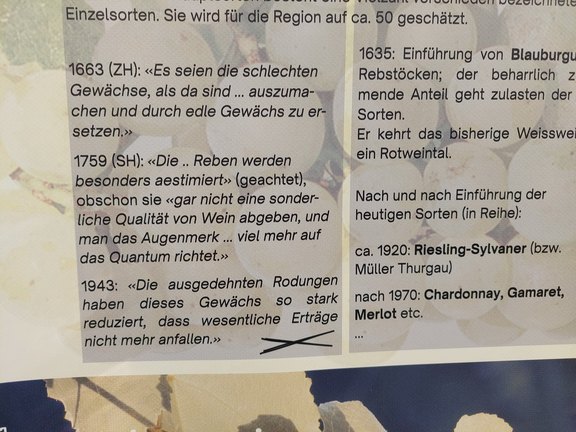 Einzelsorten. Sie wird für die Region auf ca. 50 geschätzt.
1663 (ZH): «Es seien die schlechten
Gewächse, als da sind ... auszuma-
chen und durch edle Gewächs zu er-
setzen.»
1759 (SH): «Die .. Reben werden
besonders aestimiert» (geachtet),
obschon sie «gar nicht eine sonder-
liche Qualität von Wein abgeben, und
man das Augenmerk ... viel mehr auf
das Quantum richtet.»
1943: «Die ausgedehnten Rodungen
haben dieses Gewächs so stark
reduziert, dass wesentliche Erträge
nicht mehr anfallen.»
1635: Einführung von
Rebstöcken; der beharrlich
mende Anteil geht zulasten der
Sorten.
Er kehrt das bisherige
ein Rotweintal.
Nach und nach Einführung der
heutigen Sorten (in Reihe):
ca. 1920: Riesling-Sylvaner (bzw.
Müller Thurgau)
nach 1970: Chardonnay, Gamaret,
Merlot etc.
...